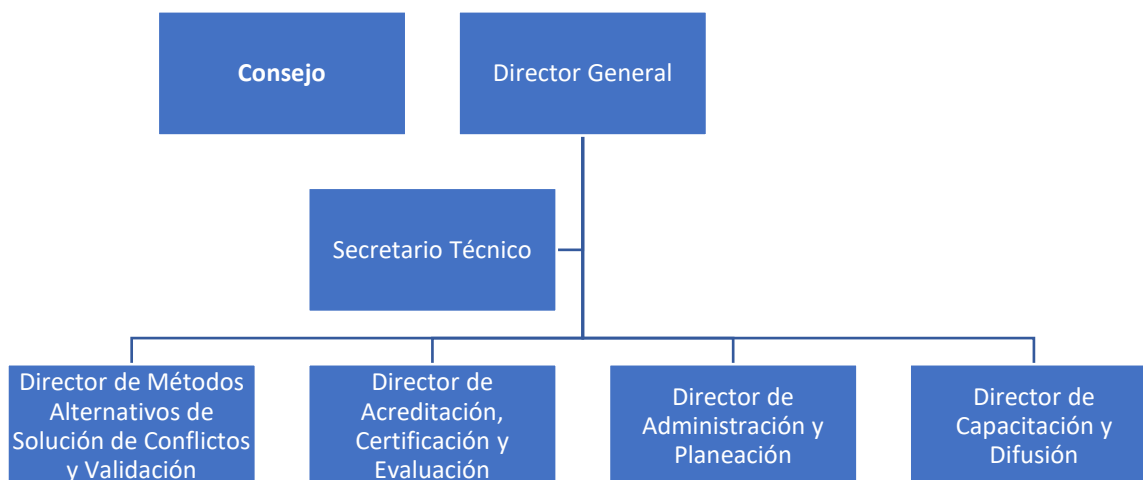 Consejo
Director General
Secretario Técnico
Director de Métodos
Alternativos de
Solución de Conflictos
y Validación
Director de
Acreditación,
Certificación y
Evaluación
Director de
Administración y
Planeación
Director de
Capacitación y
Difusión